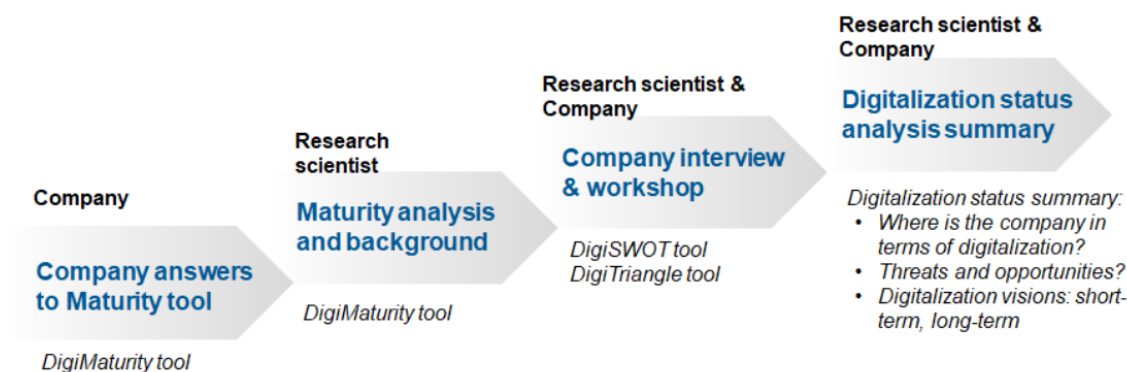 Company
Company answers
to Maturity tool
DigiMaturity tool
Research
scientist
Maturity analysis
and background
DigiMaturity tool
Research scientist &
Company
Company interview
& workshop
DigiSWOT tool
DigiTriangle tool
Research scientist &
Company
Digitalization status
analysis summary
Digitalization status summary:
• Where is the company in
terms of digitalization?
• Threats and opportunities?
• Digitalization visions: short-
term, long-term